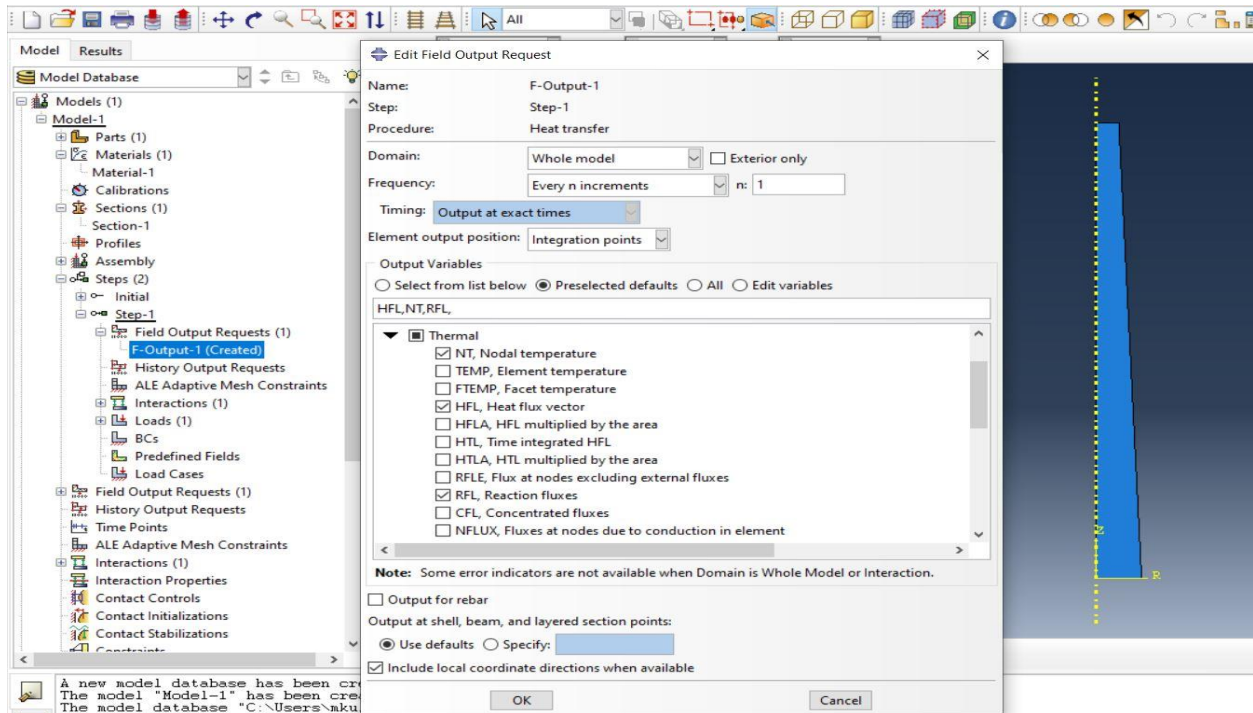 All
Model
Results
Model Database
Models (1)
Model-1
Parts (1)
Materials (1)
Material-1
Calibrations
Sections (1)
Section-1
Profiles
Assembly
Steps (2)
Initial
Step-1
Field Output Requests (1)
F-Output-1 (Created)
History Output Requests
ALE Adaptive Mesh Constraints
Interactions (1)
Loads (1)
BCs
Predefined Fields
Load Cases
Field Output Requests (1)
History Output Requests
Time Points
ALE Adaptive Mesh Constraints
Interactions (1)
Interaction Properties
Contact Controls
Contact Initializations
Contact Stabilizations
Constraints
Edit Field Output Request
Name: F-Output-1
Step: Step-1
Procedure: Heat transfer
Domain: Whole model Exterior only
Frequency: Every n increments n: 1
Timing: Output at exact times
Element output position: Integration points
Output Variables
Select from list below Preselected defaults All Edit variables
HFL,NT,RFL,
Thermal
NT, Nodal temperature
TEMP, Element temperature
FTEMP, Facet temperature
HFL, Heat flux vector
HFLA, HFL multiplied by the area
HTL, Time integrated HFL
HTLA, HTL multiplied by the area
RFLE, Flux at nodes excluding external fluxes
RFL, Reaction fluxes
CFL, Concentrated fluxes
NFLUX, Fluxes at nodes due to conduction in element
Note: Some error indicators are not available when Domain is Whole Model or Interaction.
Output for rebar
Output at shell, beam, and layered section points:
Use defaults Specify:
Include local coordinate directions when available
OK Cancel
Z
R
A new model database has been cr
The model "Model-1" has been crea
The model database "C:\Users\mku